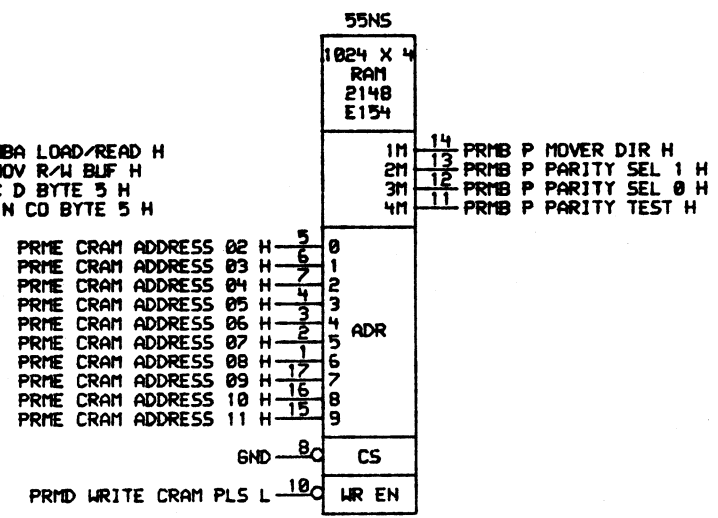 55NS
1024 X 4
RAM
2148
E154
LOAD/READ H
R/W BUF H
D BYTE 5 H
N CO BYTE 5 H
1M 14 PRMB P MOVER DIR H
2M 13 PRMB P PARITY SEL 1 H
3M 12 PRMB P PARITY SEL 0 H
4M 11 PRMB P PARITY TEST H
PRME CRAM ADDRESS 02 H 5 0
PRME CRAM ADDRESS 03 H 6 1
PRME CRAM ADDRESS 04 H 7 2
PRME CRAM ADDRESS 05 H 4 3
PRME CRAM ADDRESS 06 H 3 4
PRME CRAM ADDRESS 07 H 2 5
ADR
PRME CRAM ADDRESS 08 H 1 6
PRME CRAM ADDRESS 09 H 17 7
PRME CRAM ADDRESS 10 H 16 8
PRME CRAM ADDRESS 11 H 15 9
GND 8 CS
PRMD WRITE CRAM PLS L 10 WR EN